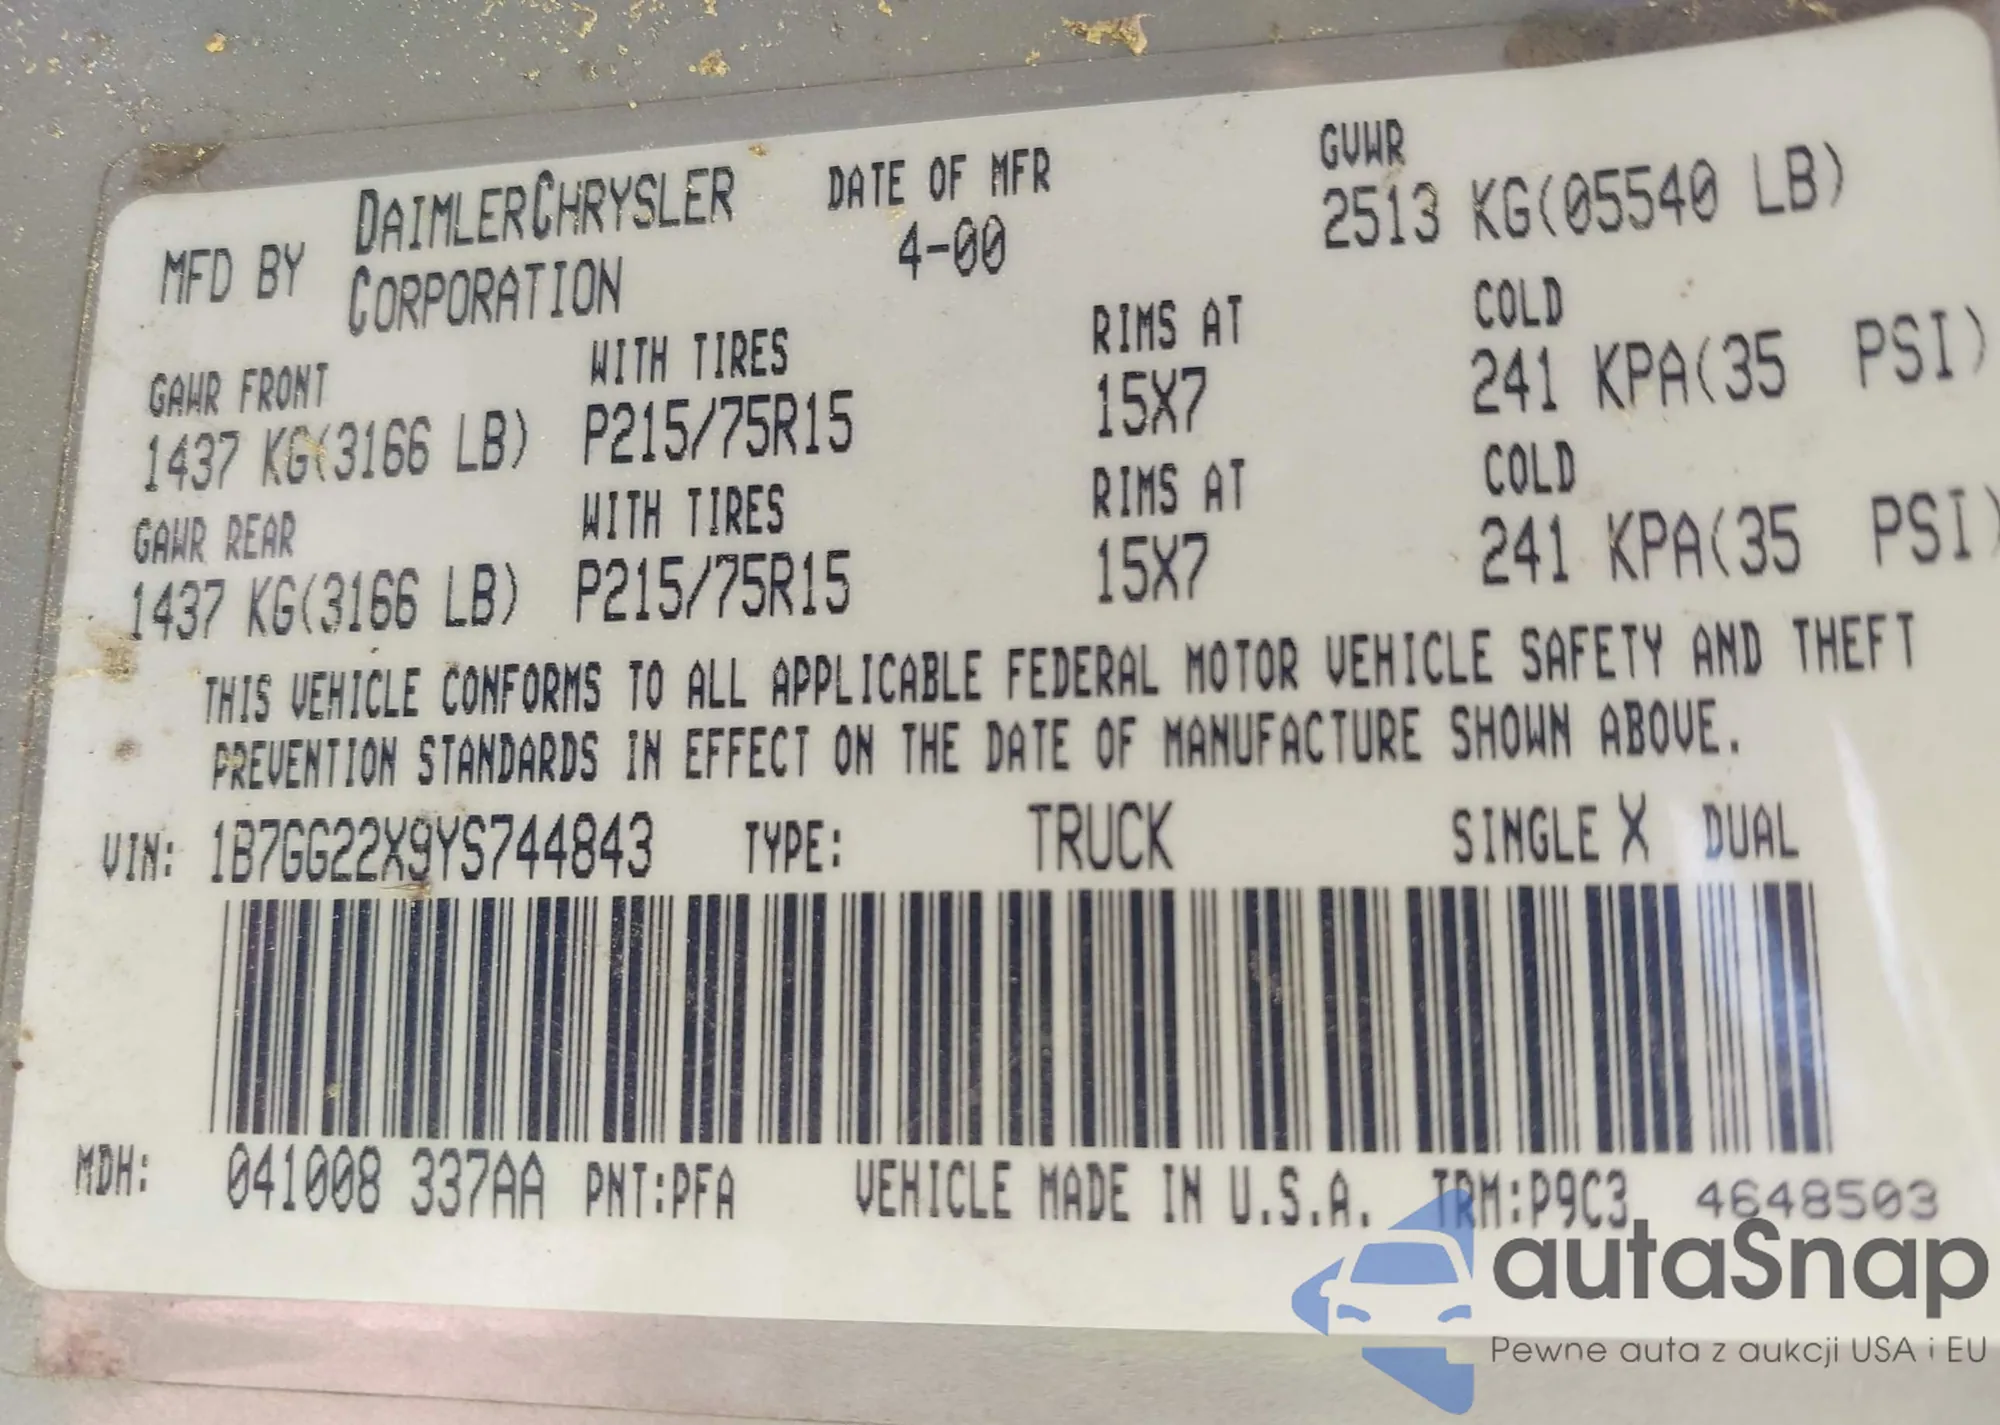 MFD BY DAIMLERCHRYSLER CORPORATION DATE OF MFR 4-00 GVWR 2513 KG(05540 LB)
GAWR FRONT WITH TIRES RIMS AT COLD
1437 KG(3166 LB) P215/75R15 15X7 241 KPA(35 PSI)
GAWR REAR WITH TIRES RIMS AT COLD
1437 KG(3166 LB) P215/75R15 15X7 241 KPA(35 PSI)
THIS VEHICLE CONFORMS TO ALL APPLICABLE FEDERAL MOTOR VEHICLE SAFETY AND THEFT
PREVENTION STANDARDS IN EFFECT ON THE DATE OF MANUFACTURE SHOWN ABOVE.
VIN: 1B7GG22X9YS744843 TYPE: TRUCK SINGLE X DUAL
MDH: 041008 337AA PNT:PFA VEHICLE MADE IN U.S.A. TRM:P9C3 4648503
autaSnap
Pewne auta z aukcji USA i EU